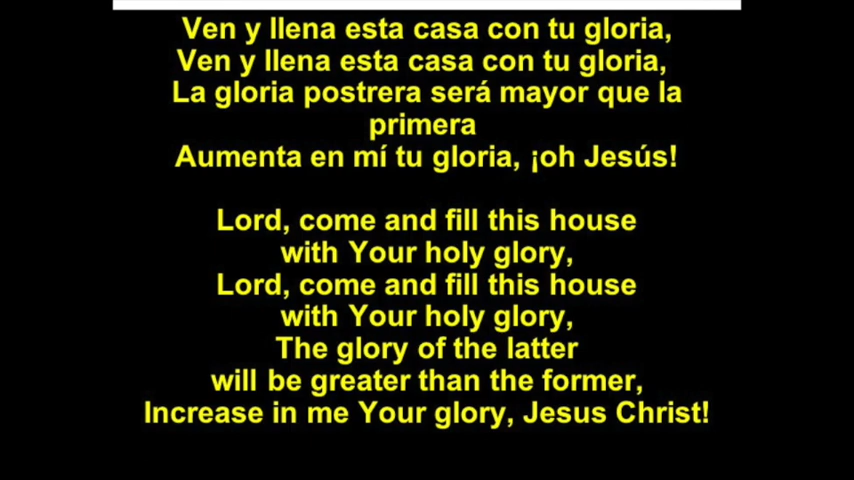 Ven y llena esta casa con tu gloria,
Ven y llena esta casa con tu gloria,
La gloria postrera será mayor que la
primera
Aumenta en mí tu gloria, ¡oh Jesús!
Lord, come and fill this house
with Your holy glory,
Lord, come and fill this house
with Your holy glory,
The glory of the latter
will be greater than the former,
Increase in me Your glory, Jesus Christ!